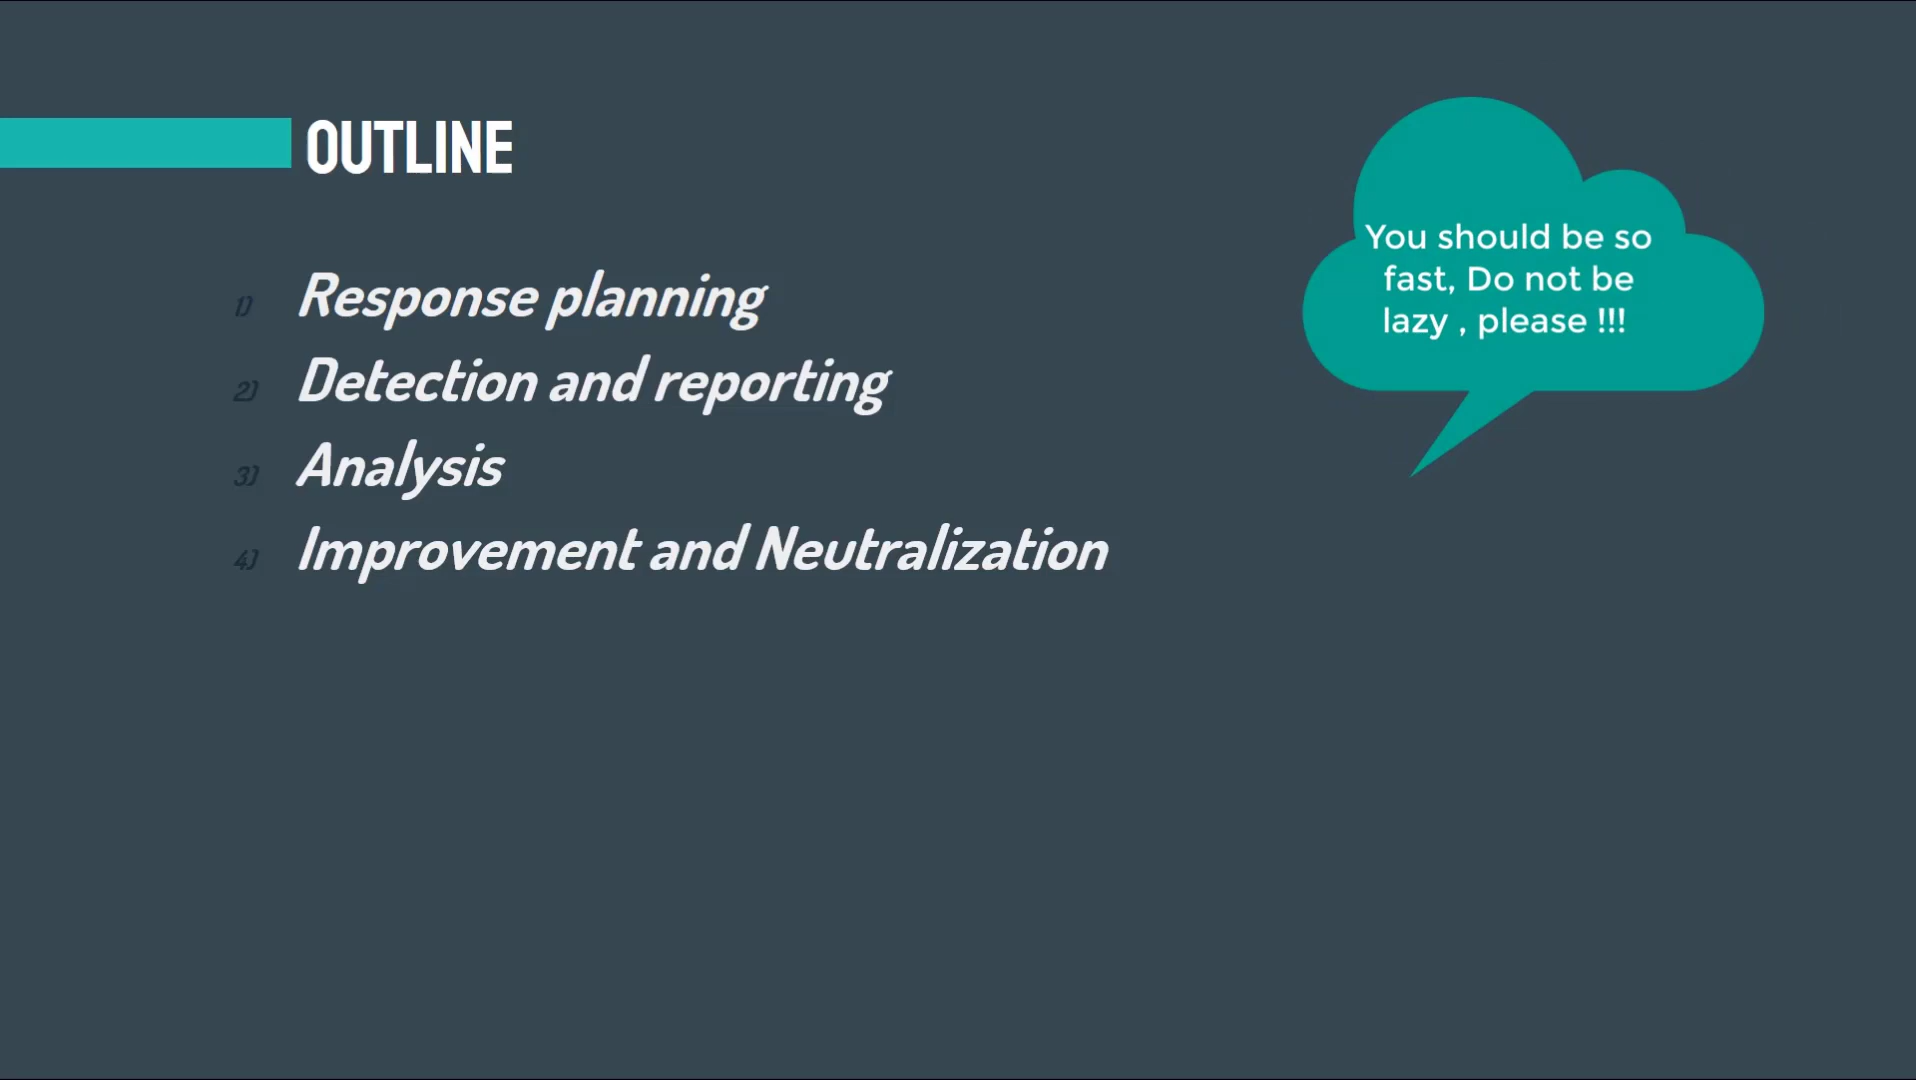 OUTLINE
1) Response planning
2) Detection and reporting
3) Analysis
4) Improvement and Neutralization
You should be so
fast, Do not be
lazy , please !!!